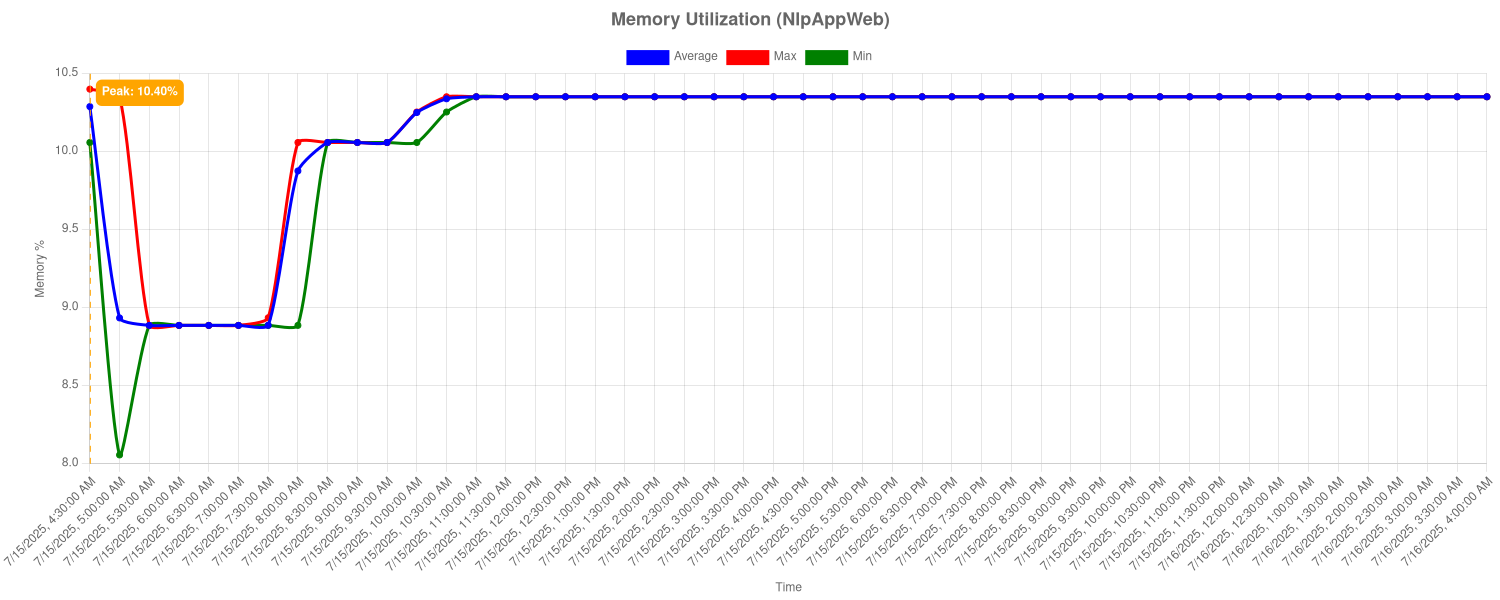 Memory Utilization (NlpAppWeb)
Average Max Min
Peak: 10.40%
10.5
10.0
9.5
9.0
8.5
8.0
Memory %
7/15/2025, 4:30:00 AM
7/15/2025, 5:00:00 AM
7/15/2025, 5:30:00 AM
7/15/2025, 6:00:00 AM
7/15/2025, 6:30:00 AM
7/15/2025, 7:00:00 AM
7/15/2025, 7:30:00 AM
7/15/2025, 8:00:00 AM
7/15/2025, 8:30:00 AM
7/15/2025, 9:00:00 AM
7/15/2025, 9:30:00 AM
7/15/2025, 10:00:00 AM
7/15/2025, 10:30:00 AM
7/15/2025, 11:00:00 AM
7/15/2025, 11:30:00 AM
7/15/2025, 12:00:00 PM
7/15/2025, 12:30:00 PM
7/15/2025, 1:00:00 PM
7/15/2025, 1:30:00 PM
7/15/2025, 2:00:00 PM
7/15/2025, 2:30:00 PM
7/15/2025, 3:00:00 PM
7/15/2025, 3:30:00 PM
7/15/2025, 4:00:00 PM
7/15/2025, 4:30:00 PM
7/15/2025, 5:00:00 PM
7/15/2025, 5:30:00 PM
7/15/2025, 6:00:00 PM
7/15/2025, 6:30:00 PM
7/15/2025, 7:00:00 PM
7/15/2025, 7:30:00 PM
7/15/2025, 8:00:00 PM
7/15/2025, 8:30:00 PM
7/15/2025, 9:00:00 PM
7/15/2025, 9:30:00 PM
7/15/2025, 10:00:00 PM
7/15/2025, 10:30:00 PM
7/15/2025, 11:00:00 PM
7/15/2025, 11:30:00 PM
7/16/2025, 12:00:00 AM
7/16/2025, 12:30:00 AM
7/16/2025, 1:00:00 AM
7/16/2025, 1:30:00 AM
7/16/2025, 2:00:00 AM
7/16/2025, 2:30:00 AM
7/16/2025, 3:00:00 AM
7/16/2025, 3:30:00 AM
7/16/2025, 4:00:00 AM
Time